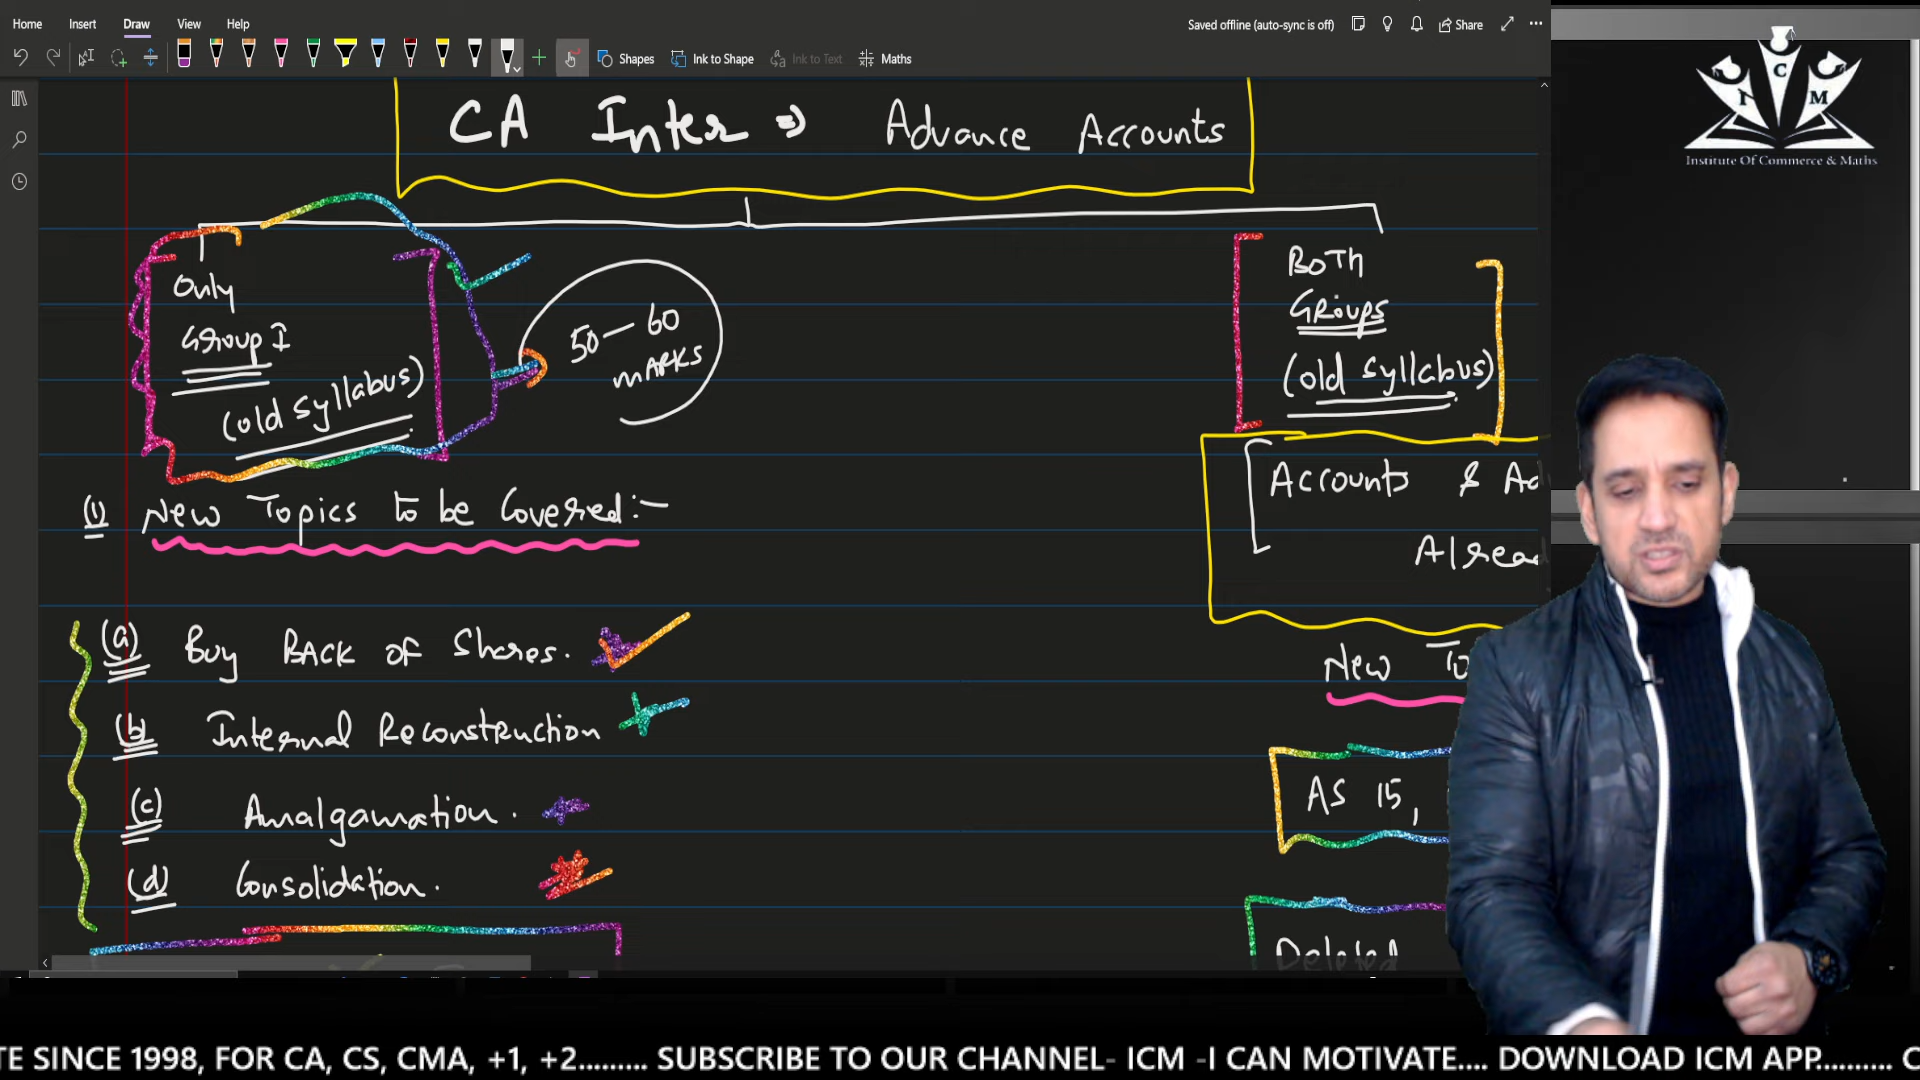 Home Insert Draw View Help
Saved offline (auto-sync is off) Share
Shapes Ink to Shape Ink to Text Maths
CA Inter ⇒ Advance Accounts
Only
Group I
(old syllabus)
50 — 60
MARKS
BOTH
GROUPS
(old syllabus)
Accounts & Ad
Alread
(1) New Topics to be Covered:-
New To
(a) Buy BACK of Shares.
(b) Internal Reconstruction
(c) Amalgamation.
(d) Consolidation.
AS 15,
Deleted
I C M
Institute Of Commerce & Maths
TE SINCE 1998, FOR CA, CS, CMA, +1, +2......... SUBSCRIBE TO OUR CHANNEL- ICM -I CAN MOTIVATE.... DOWNLOAD ICM APP.......... C